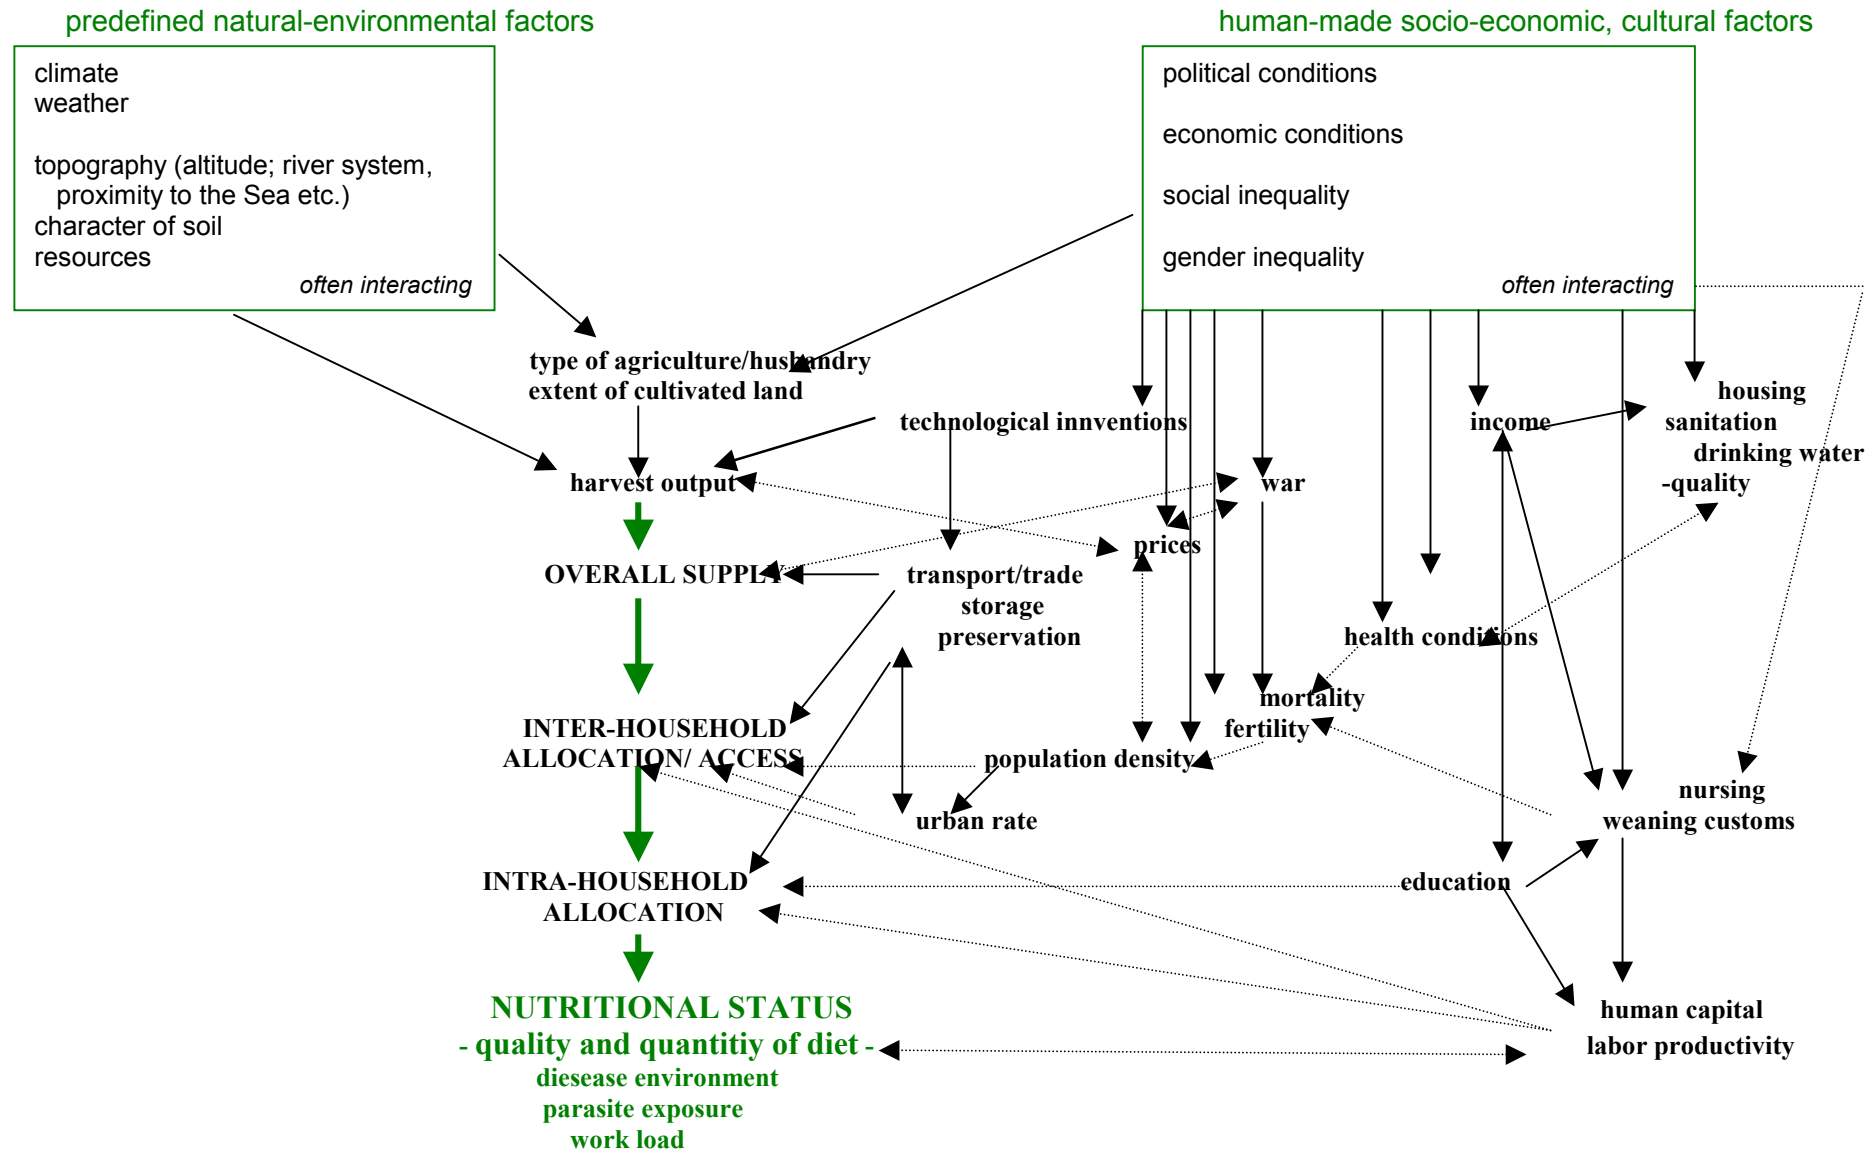 predefined natural-environmental factors
human-made socio-economic, cultural factors
climate
weather
topography (altitude; river system,
proximity to the Sea etc.)
character of soil
resources
often interacting
political conditions
economic conditions
social inequality
gender inequality
often interacting
type of agriculture/husbandry
extent of cultivated land
technological innventions
income
housing
sanitation
drinking water
-quality
harvest output
war
prices
OVERALL SUPPLY
transport/trade
storage
preservation
health conditions
mortality
fertility
INTER-HOUSEHOLD
ALLOCATION/ ACCESS
population density
urban rate
nursing
weaning customs
INTRA-HOUSEHOLD
ALLOCATION
education
NUTRITIONAL STATUS
- quality and quantitiy of diet -
diesease environment
parasite exposure
work load
human capital
labor productivity